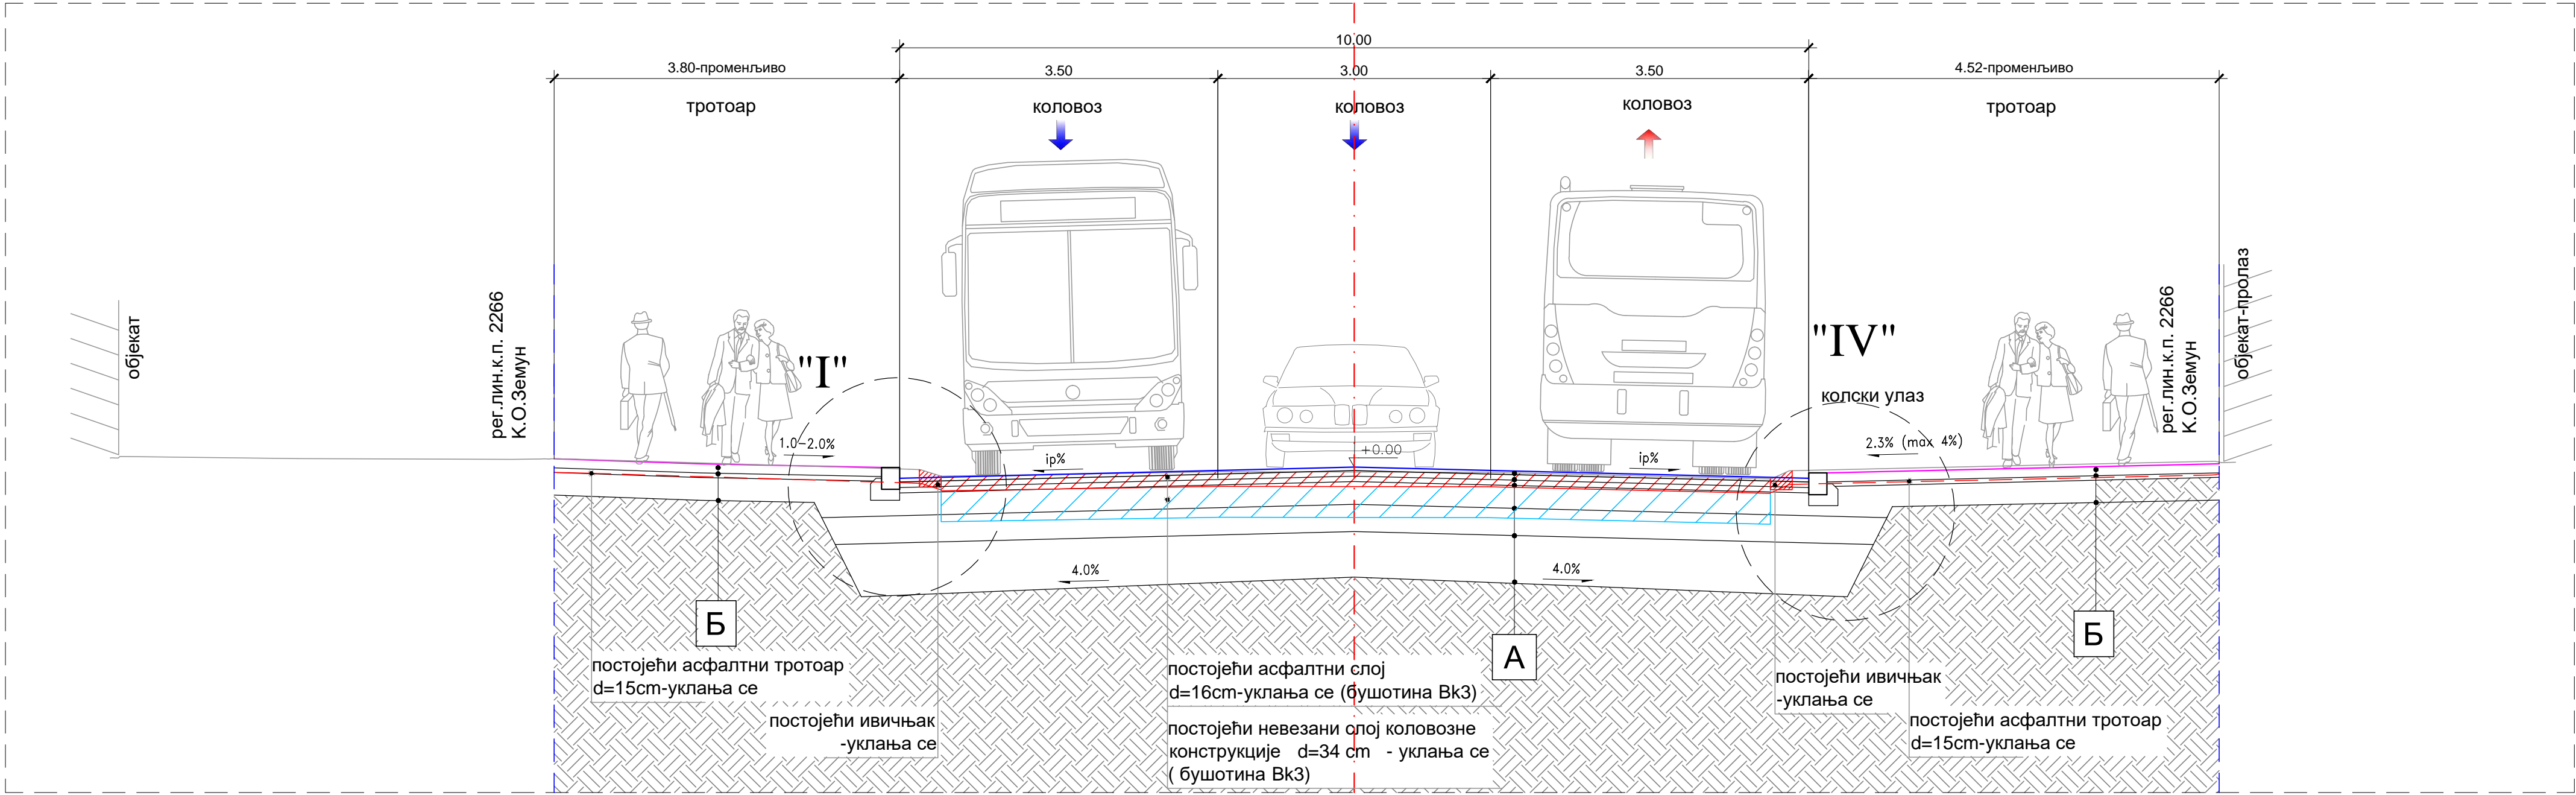 10.00
3.80-променљиво
3.50
3.00
3.50
4.52-променљиво
тротоар
коловоз
коловоз
коловоз
тротоар
објекат
рег.лин.к.п. 2266
К.О.Земун
"I"
"IV"
колски улаз
рег.лин.к.п. 2266
К.О.Земун
објекат-пролаз
1.0-2.0%
ip%
+0.00
ip%
2.3% (max 4%)
4.0%
4.0%
Б
А
Б
постојећи асфалтни тротоар
d=15cm-уклања се
постојећи ивичњак
-уклања се
постојећи асфалтни слој
d=16cm-уклања се (бушотина Bk3)
постојећи невезани слој коловозне
конструкције d=34 cm - уклања се
( бушотина Bk3)
постојећи ивичњак
-уклања се
постојећи асфалтни тротоар
d=15cm-уклања се